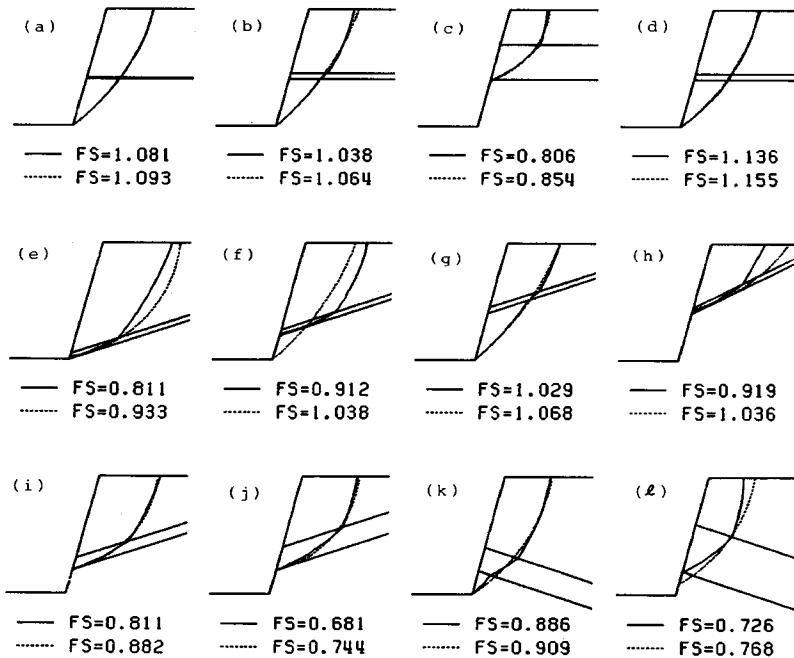 (a) (b) (c) (d)
FS=1.081 FS=1.038 FS=0.806 FS=1.136
FS=1.093 FS=1.064 FS=0.854 FS=1.155
(e) (f) (g) (h)
FS=0.811 FS=0.912 FS=1.029 FS=0.919
FS=0.933 FS=1.038 FS=1.068 FS=1.036
(i) (j) (k) (ℓ)
FS=0.811 FS=0.681 FS=0.886 FS=0.726
FS=0.882 FS=0.744 FS=0.909 FS=0.768